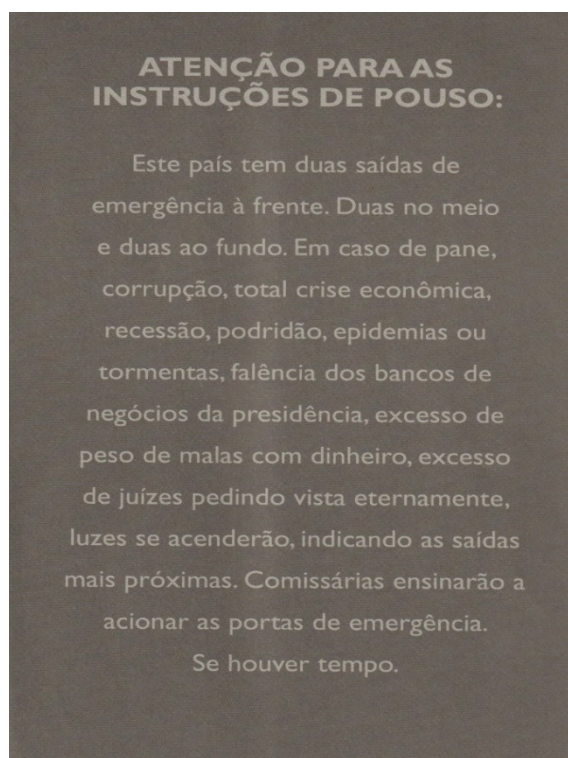 ATENÇÃO PARA AS
INSTRUÇÕES DE POUSO:
Este país tem duas saídas de
emergência à frente. Duas no meio
e duas ao fundo. Em caso de pane,
corrupção, total crise econômica,
recessão, podridão, epidemias ou
tormentas, falência dos bancos de
negócios da presidência, excesso de
peso de malas com dinheiro, excesso
de juízes pedindo vista eternamente,
luzes se acenderão, indicando as saídas
mais próximas. Comissárias ensinarão a
acionar as portas de emergência.
Se houver tempo.